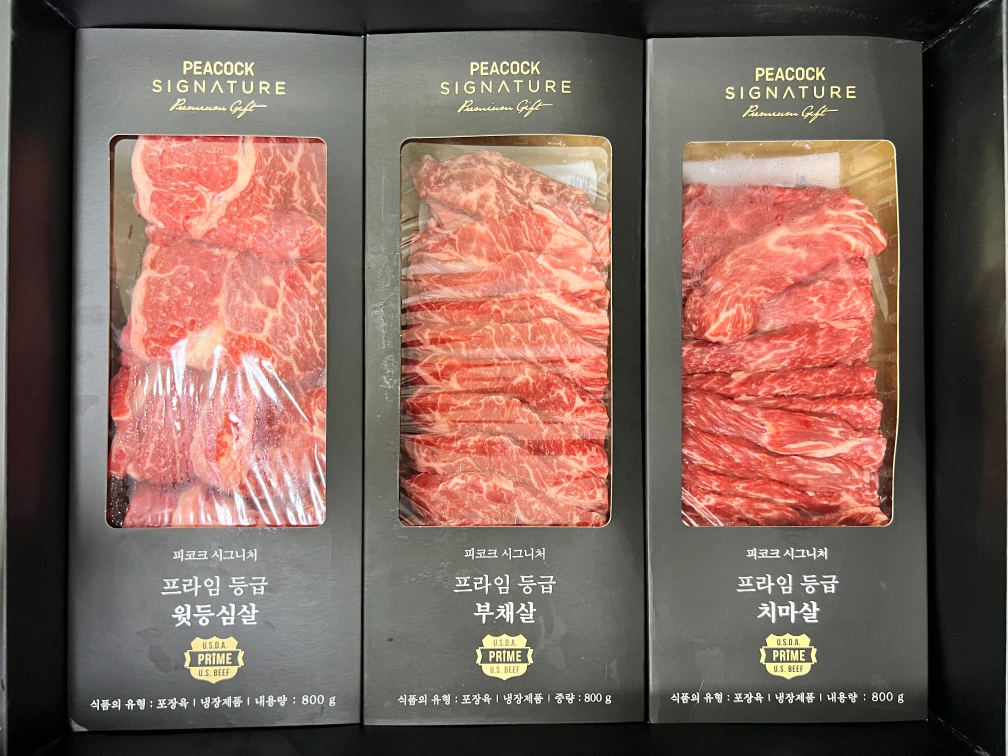 PEACOCK
SIGNATURE
Premium Gift
피코크 시그니처
프라임 등급
윗등심살
U.S.D.A.
PRIME
U.S. BEEF
식품의 유형 : 포장육 | 냉장제품 | 내용량 : 800 g
PEACOCK
SIGNATURE
Premium Gift
피코크 시그니처
프라임 등급
부채살
U.S.D.A.
PRIME
U.S. BEEF
식품의 유형 : 포장육 | 냉장제품 | 중량 : 800 g
PEACOCK
SIGNATURE
Premium Gift
피코크 시그니처
프라임 등급
치마살
U.S.D.A.
PRIME
U.S. BEEF
식품의 유형 : 포장육 | 냉장제품 | 내용량 : 800 g